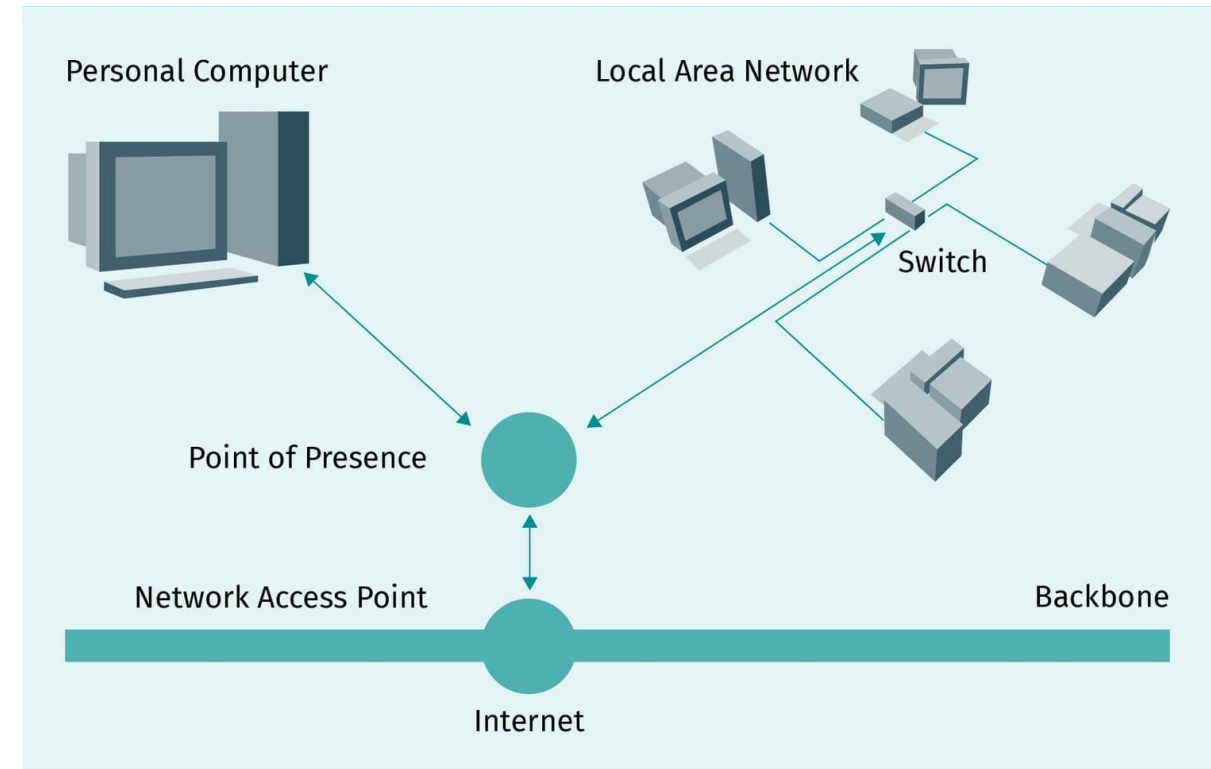 Personal Computer
Local Area Network
Switch
Point of Presence
Network Access Point
Backbone
Internet